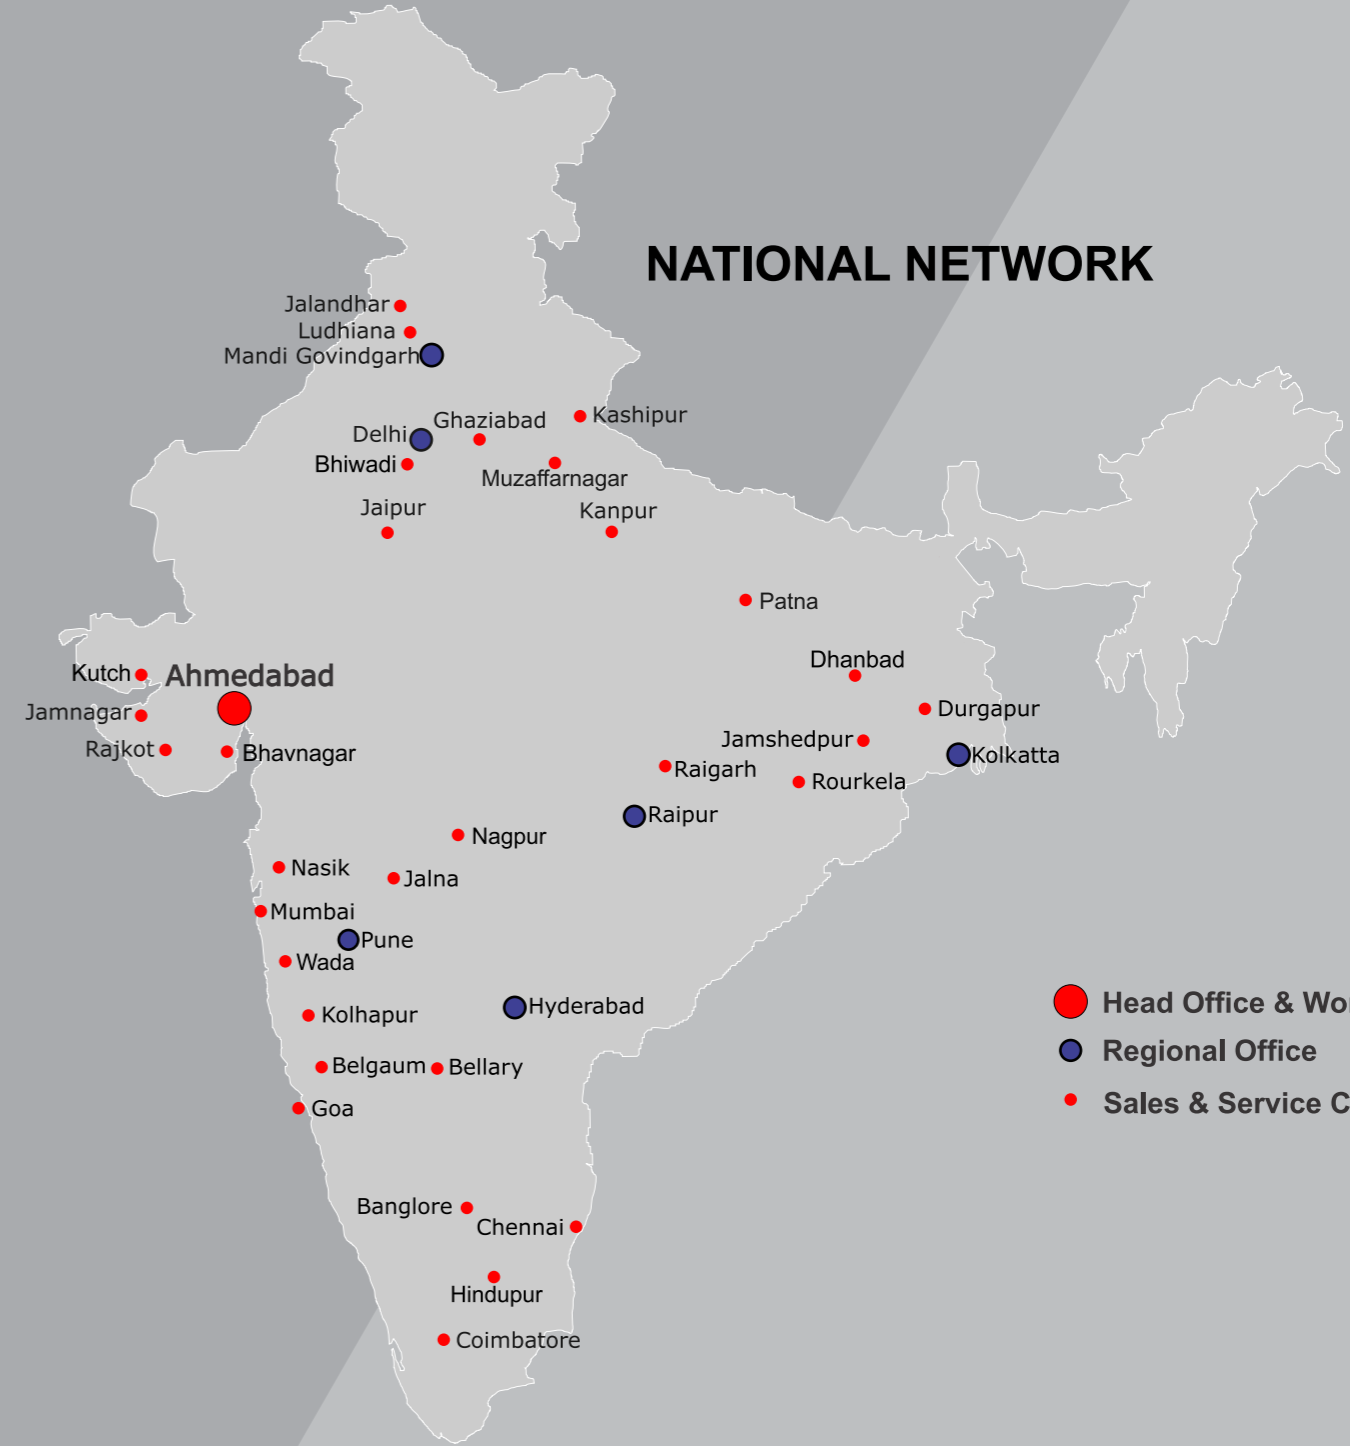 NATIONAL NETWORK
Jalandhar
Ludhiana
Mandi Govindgarh
Kashipur
Ghaziabad
Delhi
Bhiwadi
Muzaffarnagar
Jaipur
Kanpur
Patna
Dhanbad
Kutch
Ahmedabad
Durgapur
Jamnagar
Jamshedpur
Rajkot
Bhavnagar
Kolkatta
Raigarh
Rourkela
Raipur
Nagpur
Nasik
Jalna
Mumbai
Pune
Wada
Head Office & Wo
Hyderabad
Kolhapur
Regional Office
Belgaum
Bellary
Sales & Service C
Goa
Banglore
Chennai
Hindupur
Coimbatore